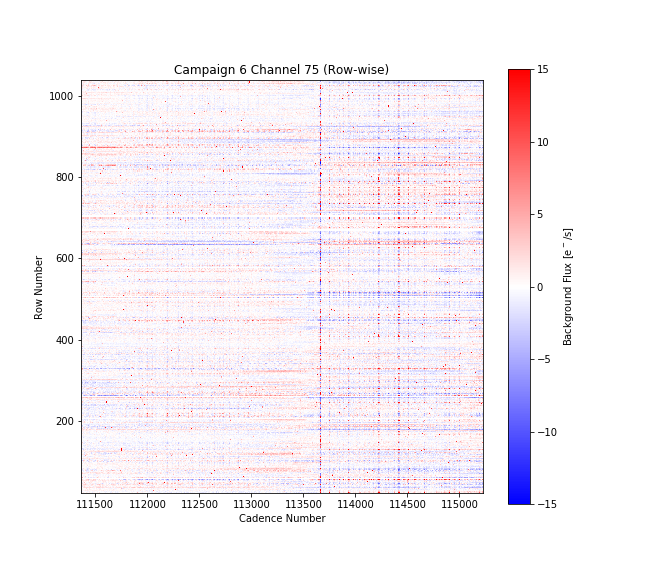 Campaign 6 Channel 75 (Row-wise)
1000
800
600
400
200
Row Number
111500 112000 112500 113000 113500 114000 114500 115000
Cadence Number
15
10
5
0
−5
−10
−15
Background Flux [e⁻/s]